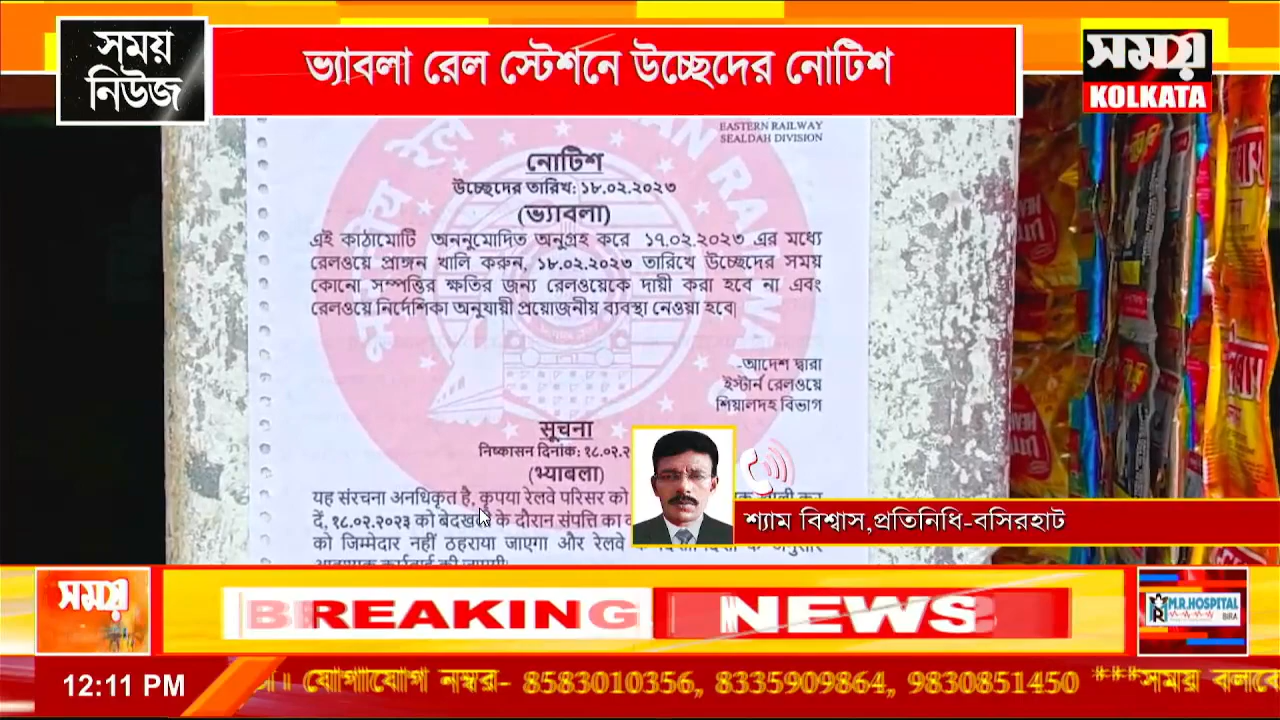 সময় নিউজ
ভ্যাবলা রেল স্টেশনে উচ্ছেদের নোটিশ
সময়
KOLKATA
EASTERN RAILWAY
SEALDAH DIVISION
নোটিশ
উচ্ছেদের তারিখ: ১৮.০২.২০২৩
(ভ্যাবলা)
এই কাঠামোটি অননুমোদিত অনুগ্রহ করে ১৭.০২.২০২৩ এর মধ্যে
রেলওয়ে প্রাঙ্গন খালি করুন, ১৮.০২.২০২৩ তারিখে উচ্ছেদের সময়
কোনো সম্পত্তির ক্ষতির জন্য রেলওয়েকে দায়ী করা হবে না এবং
রেলওয়ে নির্দেশিকা অনুযায়ী প্রয়োজনীয় ব্যবস্থা নেওয়া হবে|
-আদেশ দ্বারা
ইস্টার্ন রেলওয়ে
শিয়ালদহ বিভাগ
सूचना
निष्कासन दिनांक: १८.०२.२
(भ्याबला)
यह संरचना अनधिकृत है, कृपया रेलवे परिसर को
दें, १८.०२.२०२३ को बेदखली के दौरान संपत्ति का
को जिम्मेदार नहीं ठहराया जाएगा और रेलवे
শ্যাম বিশ্বাস,প্রতিনিধি-বসিরহাট
সময়
BREAKING NEWS
M.R.HOSPITAL
BIRA
12:11 PM
যোগাযোগ নম্বর- 8583010356, 8335909864, 9830851450 ***সময়